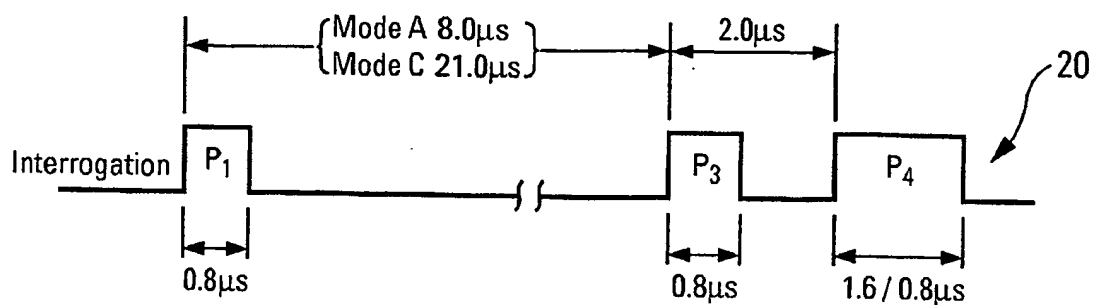 Mode A 8.0μs
Mode C 21.0μs
2.0μs
20
Interrogation
P1
P3
P4
0.8μs
0.8μs
1.6 / 0.8μs